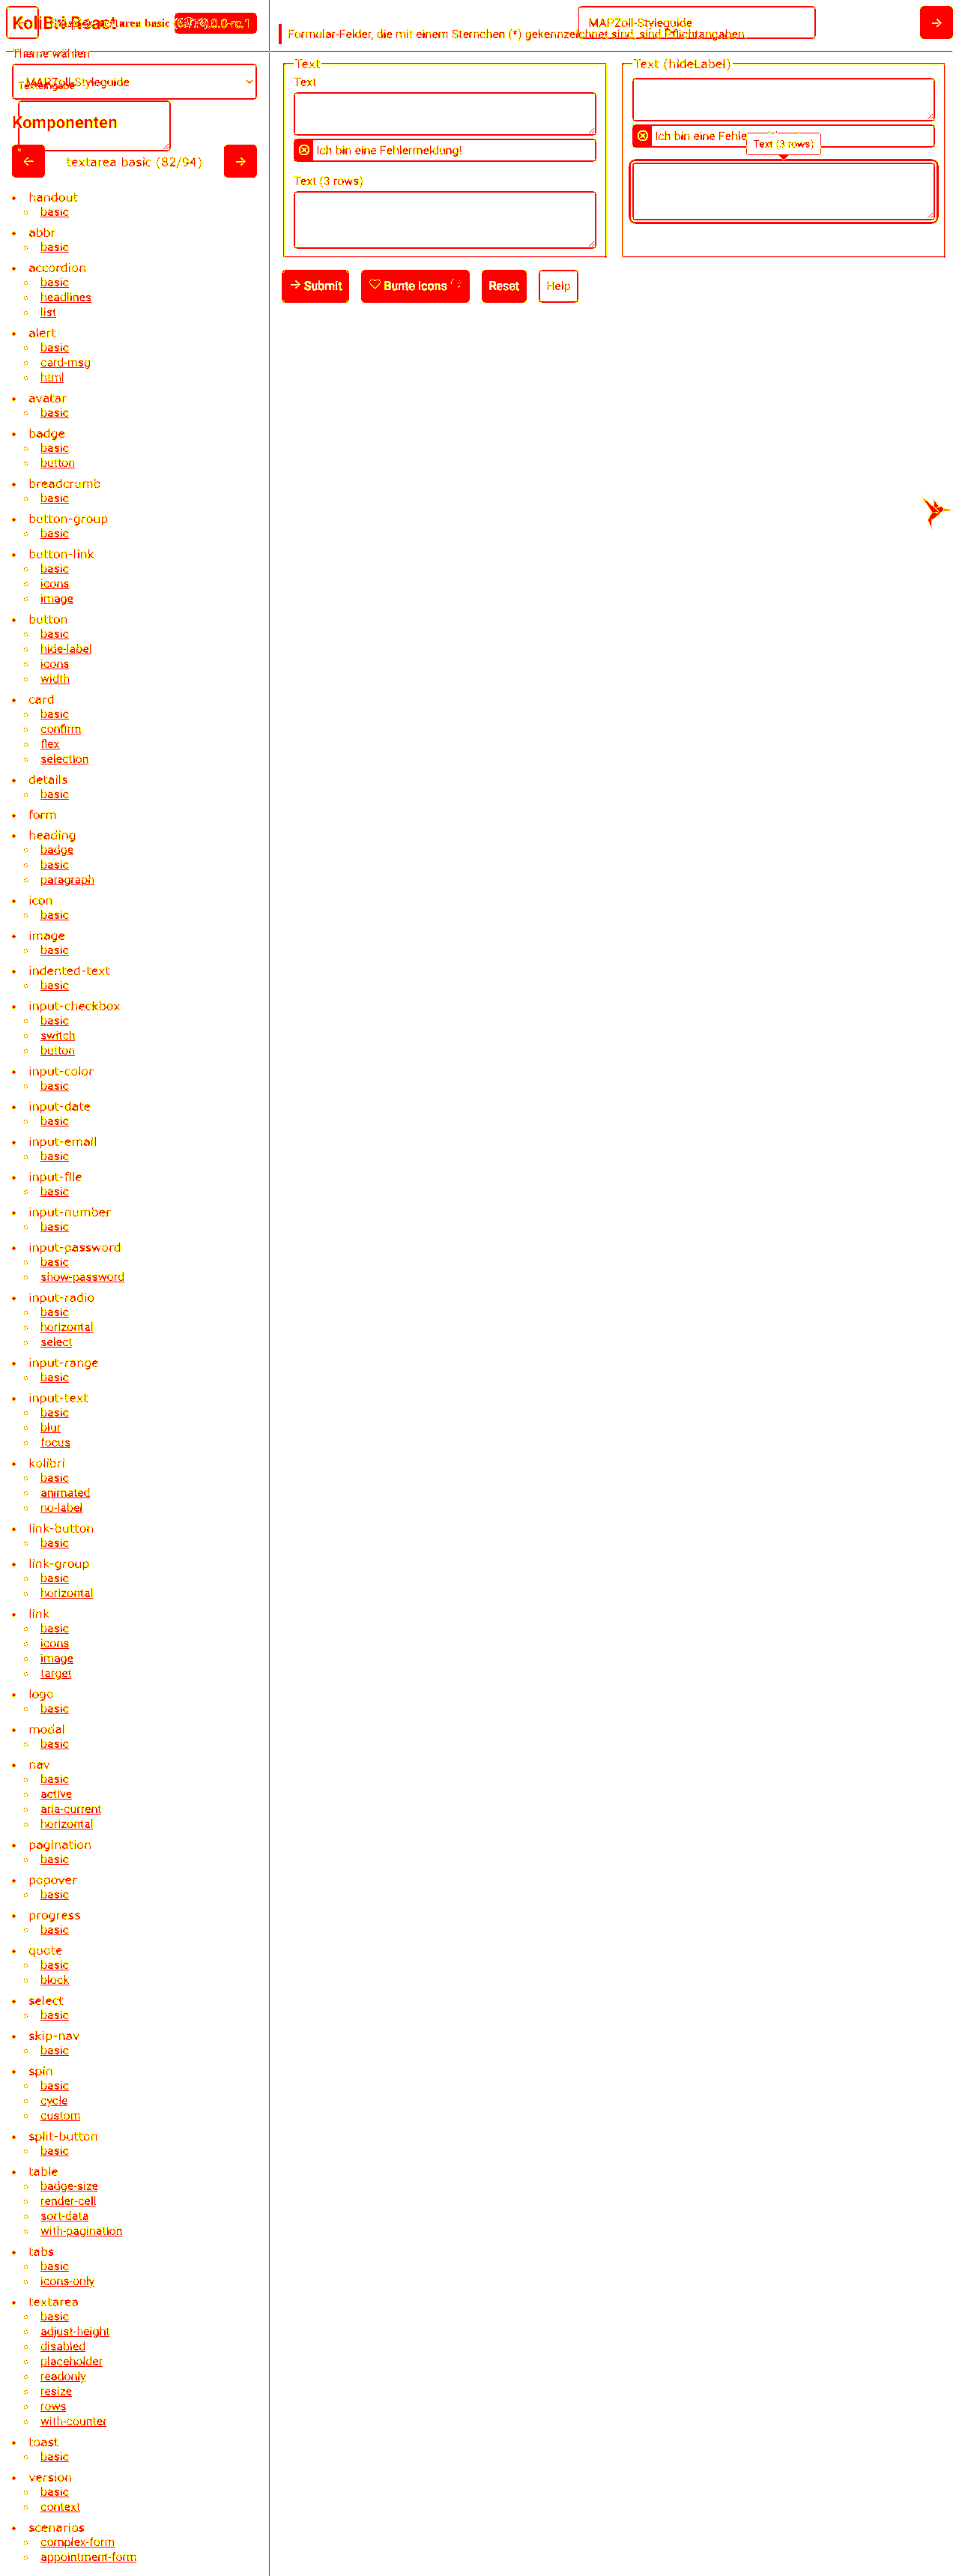 KoliBri React
textarea basic
MAPZoll-Styleguide
Formular-Felder, die mit einem Sternchen (*) gekennzeichnet sind, sind Pflichtangaben.
Theme wählen
MAPZoll-Styleguide
Texteingabe
Komponenten
textarea basic (82/94)
Text
Text
Ich bin eine Fehlermeldung!
Text (3 rows)
Text (hideLabel)
Ich bin eine
Text (3 rows)
Submit
Bunte Icons
Reset
Help
handout
basic
abbr
basic
accordion
basic
headlines
list
alert
basic
card-msg
html
avatar
basic
badge
basic
button
breadcrumb
basic
button-group
basic
button-link
basic
icons
image
button
basic
hide-label
icons
width
card
basic
confirm
flex
selection
details
basic
form
heading
badge
basic
paragraph
icon
basic
image
basic
indented-text
basic
input-checkbox
basic
switch
button
input-color
basic
input-date
basic
input-email
basic
input-file
basic
input-number
basic
input-password
basic
show-password
input-radio
basic
horizontal
select
input-range
basic
input-text
basic
blur
focus
kolibri
basic
animated
no-label
link-button
basic
link-group
basic
horizontal
link
basic
icons
image
target
logo
basic
modal
basic
nav
basic
active
aria-current
horizontal
pagination
basic
popover
basic
progress
basic
quote
basic
block
select
basic
skip-nav
basic
spin
basic
cycle
custom
split-button
basic
table
badge-size
render-cell
sort-data
with-pagination
tabs
basic
icons-only
textarea
basic
adjust-height
disabled
placeholder
readonly
resize
rows
with-counter
toast
basic
version
basic
context
scenarios
complex-form
appointment-form